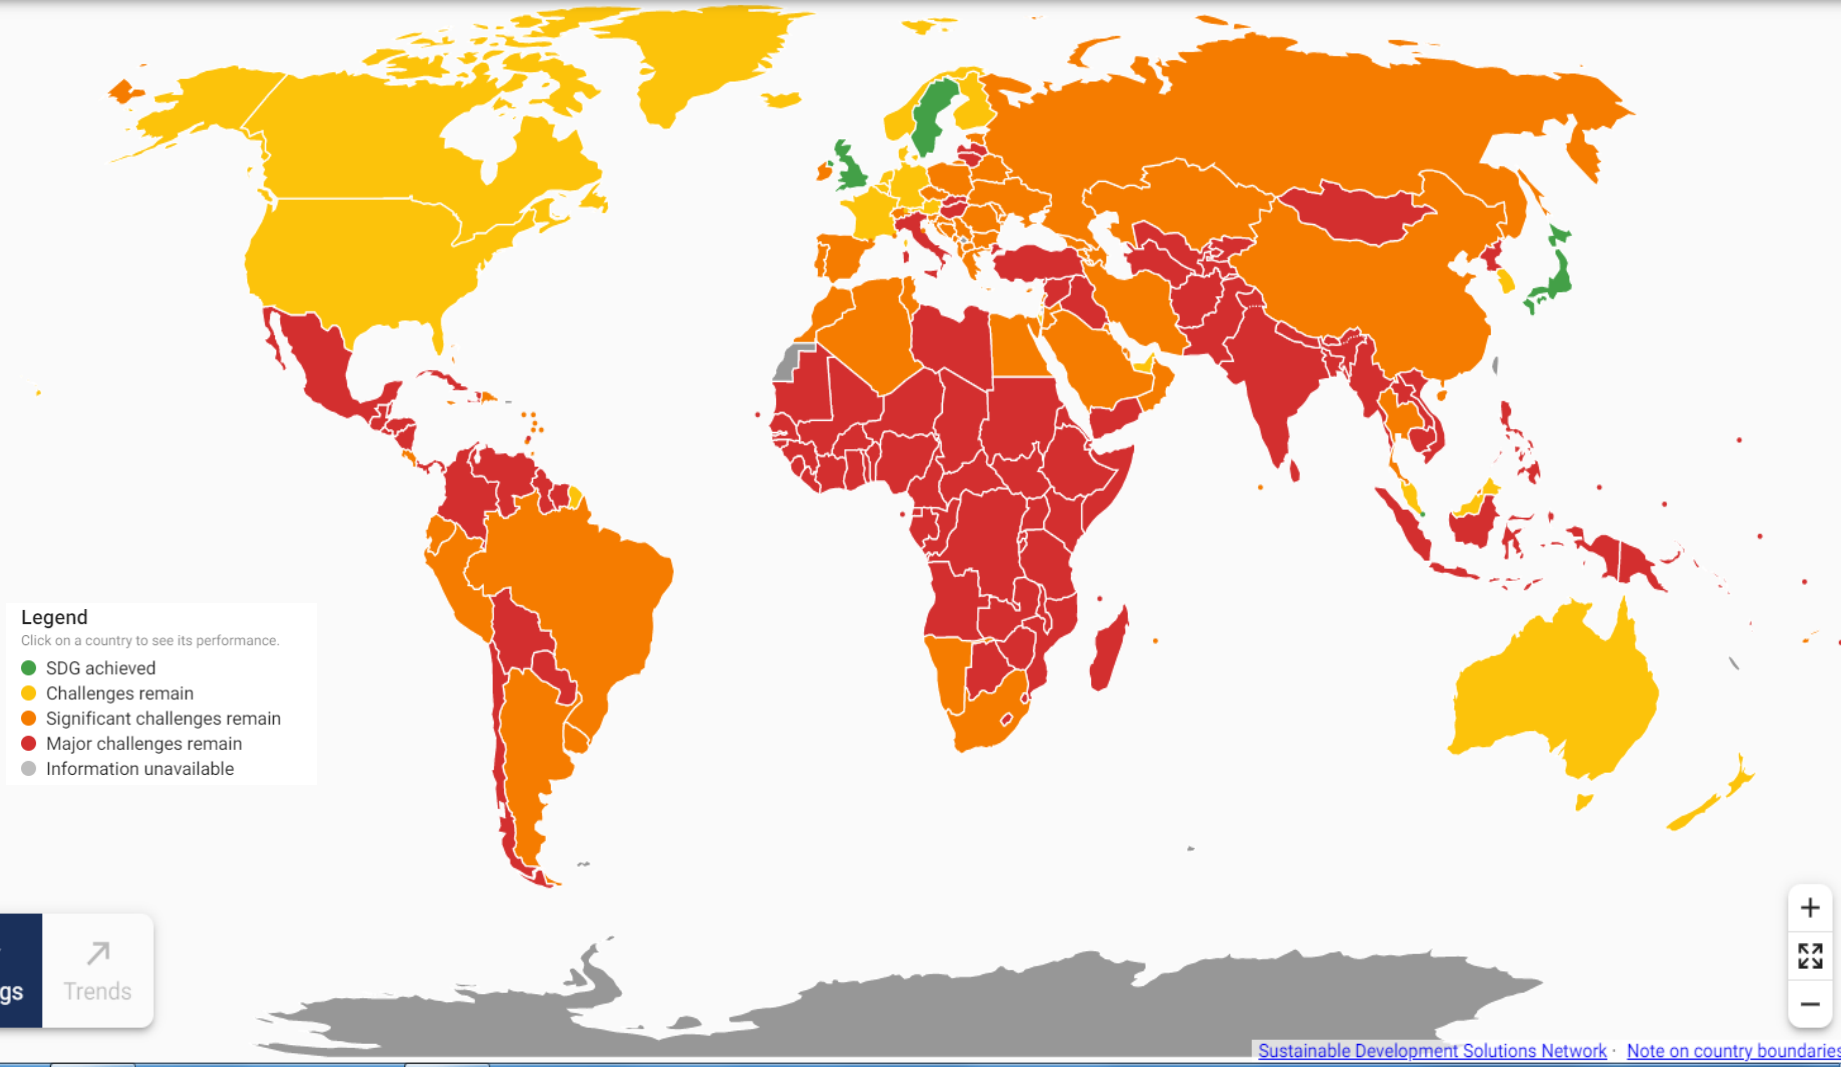 Legend
Click on a country to see its performance.
SDG achieved
Challenges remain
Significant challenges remain
Major challenges remain
Information unavailable
gs
Trends
Sustainable Development Solutions Network · Note on country boundaries